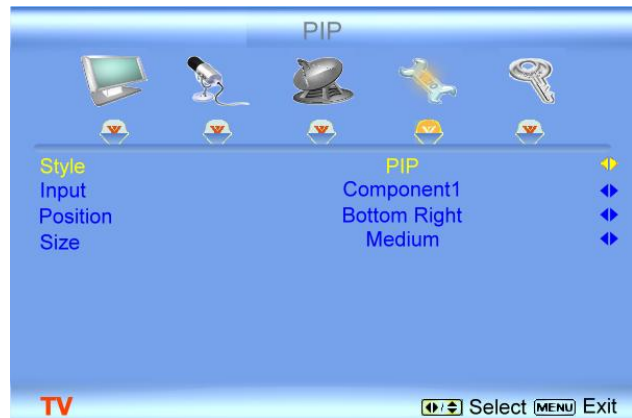 PIP
Style PIP
Input Component1
Position Bottom Right
Size Medium
TV Select MENU Exit